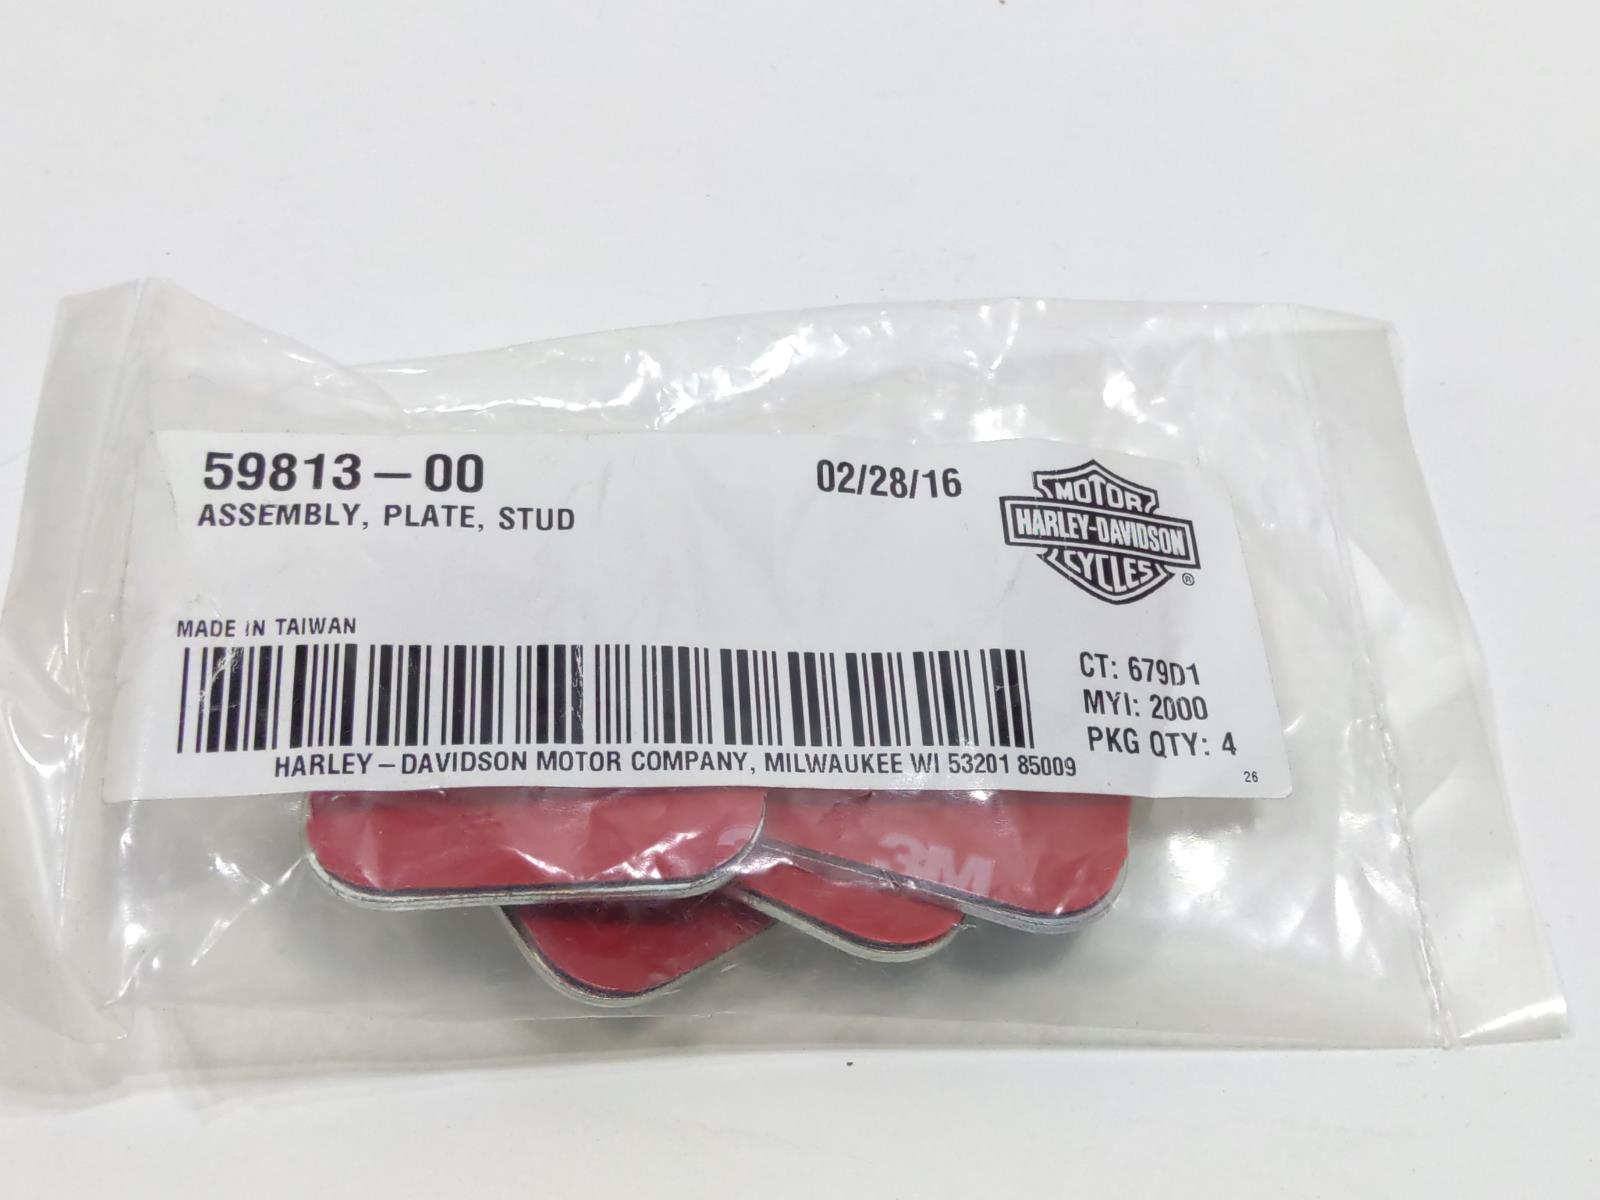 59813-00
ASSEMBLY, PLATE, STUD
02/28/16
MOTOR
HARLEY-DAVIDSON
CYCLES
®
MADE IN TAIWAN
CT: 679D1
MYI: 2000
PKG QTY: 4
HARLEY-DAVIDSON MOTOR COMPANY, MILWAUKEE WI 53201 85009
26
3M